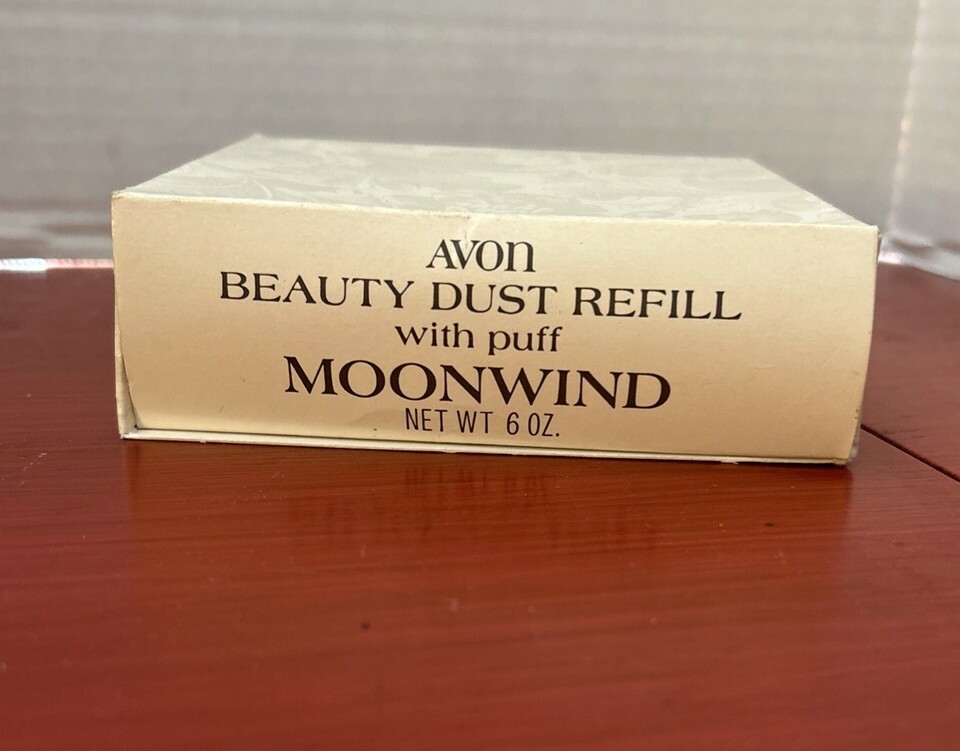 AVON
BEAUTY DUST REFILL
with puff
MOONWIND
NET WT 6 OZ.